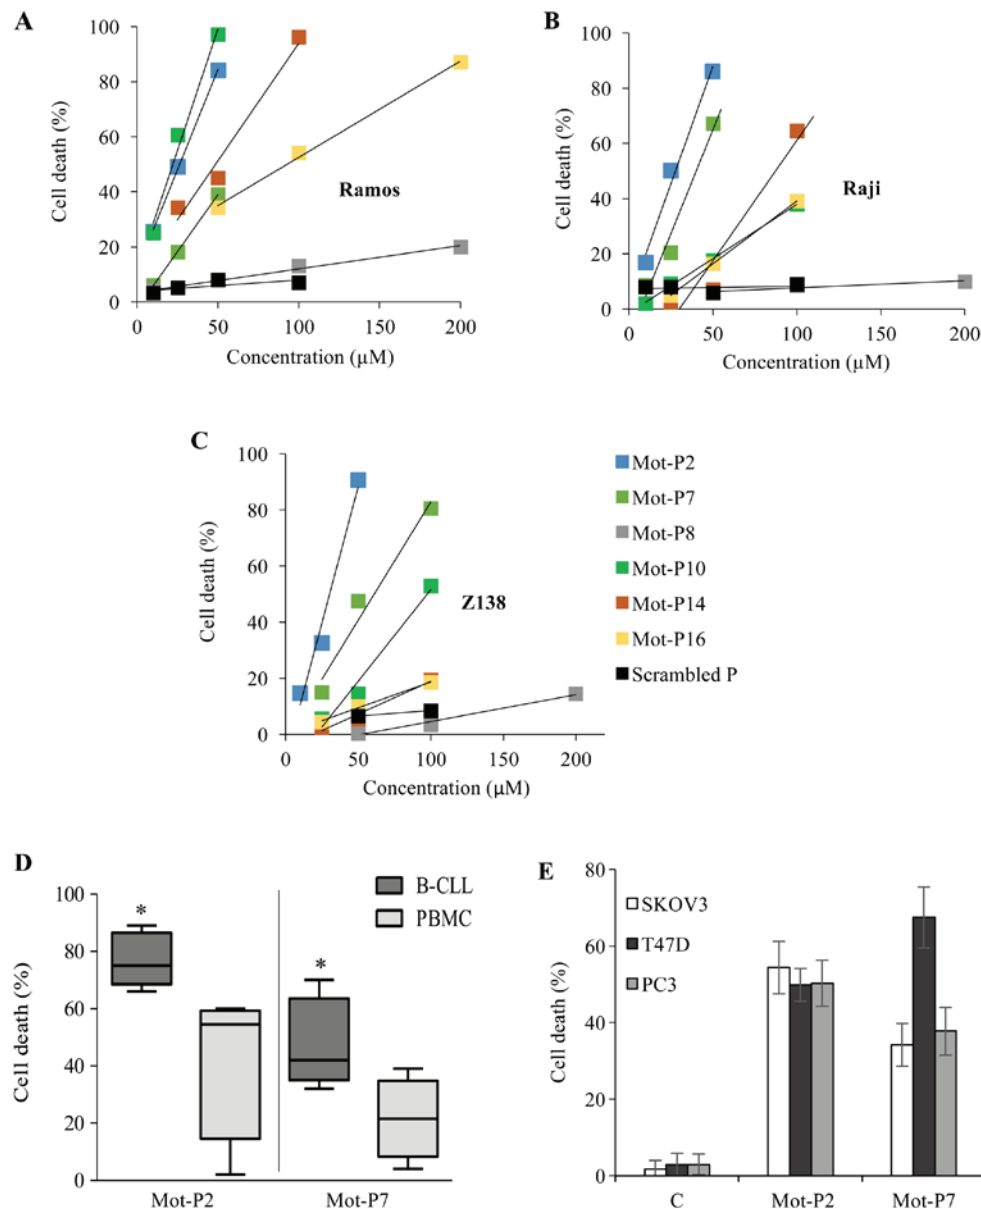 A
100
80
60
40
20
0
Cell death (%)
Ramos
0
50
100
150
200
Concentration (µM)
B
100
80
60
40
20
0
Cell death (%)
Raji
0
50
100
150
200
Concentration (µM)
C
100
80
60
40
20
0
Cell death (%)
Z138
0
50
100
150
200
Concentration (µM)
Mot-P2
Mot-P7
Mot-P8
Mot-P10
Mot-P14
Mot-P16
Scrambled P
D
100
80
60
40
20
0
Cell death (%)
*
*
B-CLL
PBMC
Mot-P2
Mot-P7
E
80
60
40
20
0
Cell death (%)
SKOV3
T47D
PC3
C
Mot-P2
Mot-P7